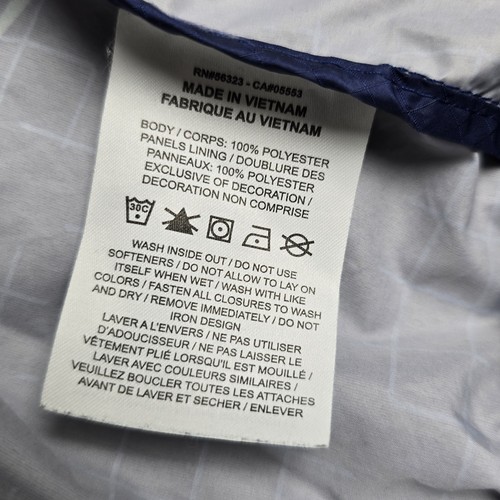 RN#56323 - CA#05553
MADE IN VIETNAM
FABRIQUE AU VIETNAM
BODY / CORPS: 100% POLYESTER
PANELS LINING / DOUBLURE DES
PANNEAUX: 100% POLYESTER
EXCLUSIVE OF DECORATION /
DECORATION NON COMPRISE
30C
WASH INSIDE OUT / DO NOT USE
SOFTENERS / DO NOT ALLOW TO LAY ON
ITSELF WHEN WET / WASH WITH LIKE
COLORS / FASTEN ALL CLOSURES TO WASH
AND DRY / REMOVE IMMEDIATELY / DO NOT
IRON DESIGN
LAVER A L'ENVERS / NE PAS UTILISER
D'ADOUCISSEUR / NE PAS LAISSER LE
VÊTEMENT PLIÉ LORSQU'IL EST MOUILLÉ /
LAVER AVEC COULEURS SIMILAIRES /
VEUILLEZ BOUCLER TOUTES LES ATTACHES
AVANT DE LAVER ET SECHER / ENLEVER